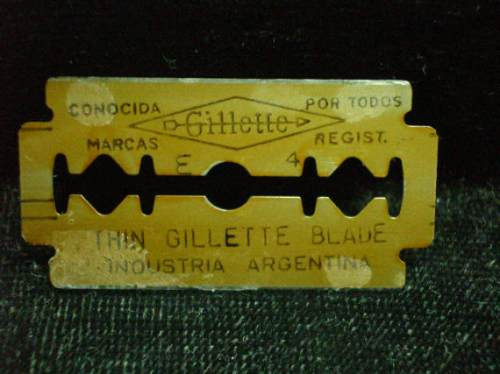 CONOCIDA POR TODOS
Gillette
MARCAS REGIST.
E 4
THIN GILLETTE BLADE
INDUSTRIA ARGENTINA